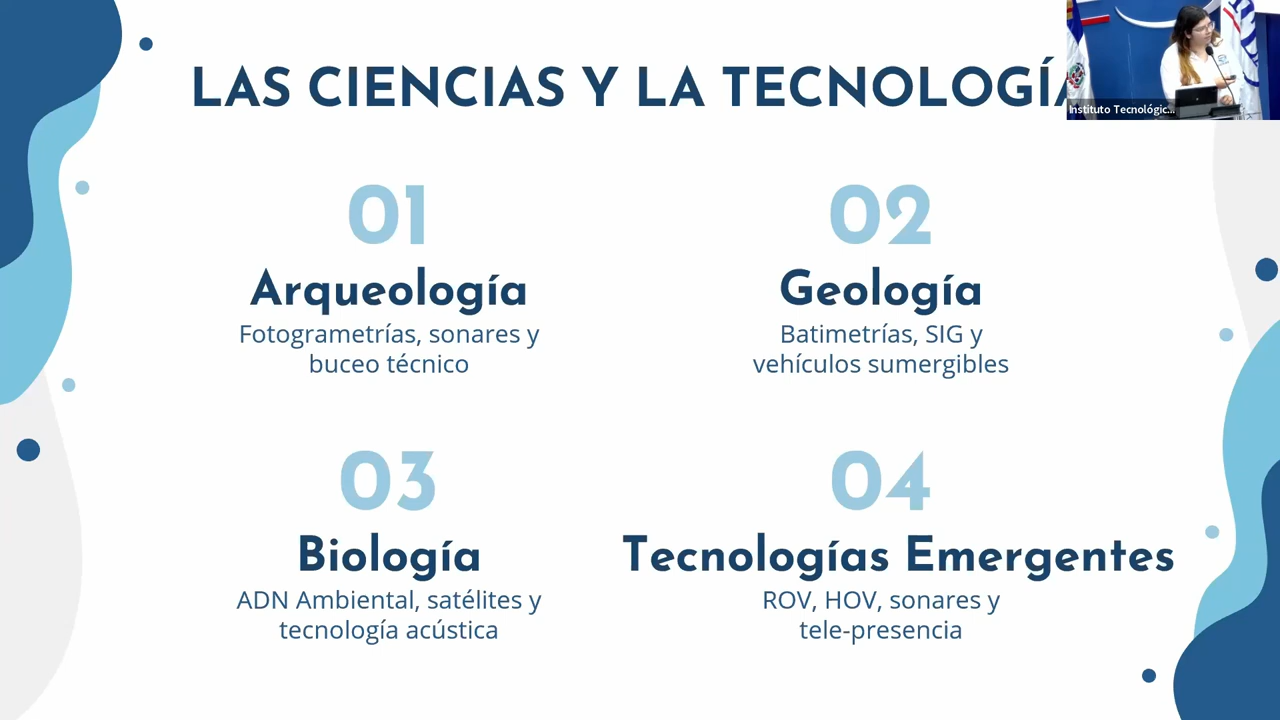 LAS CIENCIAS Y LA TECNOLOGÍA
Instituto Tecnológic...
01
Arqueología
Fotogrametrías, sonares y
buceo técnico
02
Geología
Batimetrías, SIG y
vehículos sumergibles
03
Biología
ADN Ambiental, satélites y
tecnología acústica
04
Tecnologías Emergentes
ROV, HOV, sonares y
tele-presencia